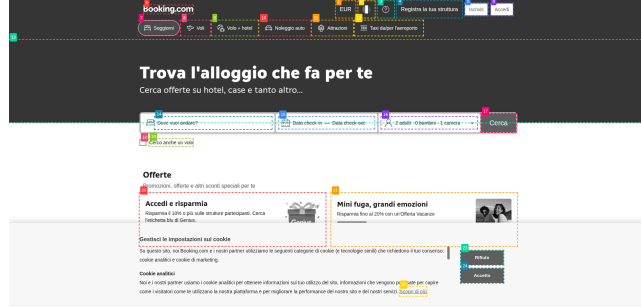 Booking.com
EUR
Registra la tua struttura
Iscriviti
Accedi
Soggiorni
Voli
Volo + hotel
Noleggio auto
Attrazioni
Taxi da/per l'aeroporto
Trova l'alloggio che fa per te
Cerca offerte su hotel, case e tanto altro...
Dove vuoi andare?
Data check-in — Data check-out
2 adulti · 0 bambini · 1 camera
Cerca
Cerco anche un volo
Offerte
Promozioni, offerte e altri sconti speciali per te
Accedi e risparmia
Risparmia il 10% o più sulle strutture partecipanti. Cerca
l'etichetta blu di Genius.
Genius
Mini fuga, grandi emozioni
Risparmia fino al 20% con un'Offerta Vacanze
Gestisci le impostazioni sui cookie
Su questo sito, noi Booking.com e i nostri partner utilizziamo le seguenti categorie di cookie (e tecnologie simili) che richiedono il tuo consenso:
cookie analitici e cookie di marketing.
Cookie analitici
Noi e i nostri partner usiamo i cookie analitici per ottenere informazioni sul tuo utilizzo del sito, informazioni che vengono poi usate per capire
come i visitatori come te utilizzano la nostra piattaforma e per migliorare la performance del nostro sito e dei nostri servizi. Scopri di più
Rifiuto
Accetto